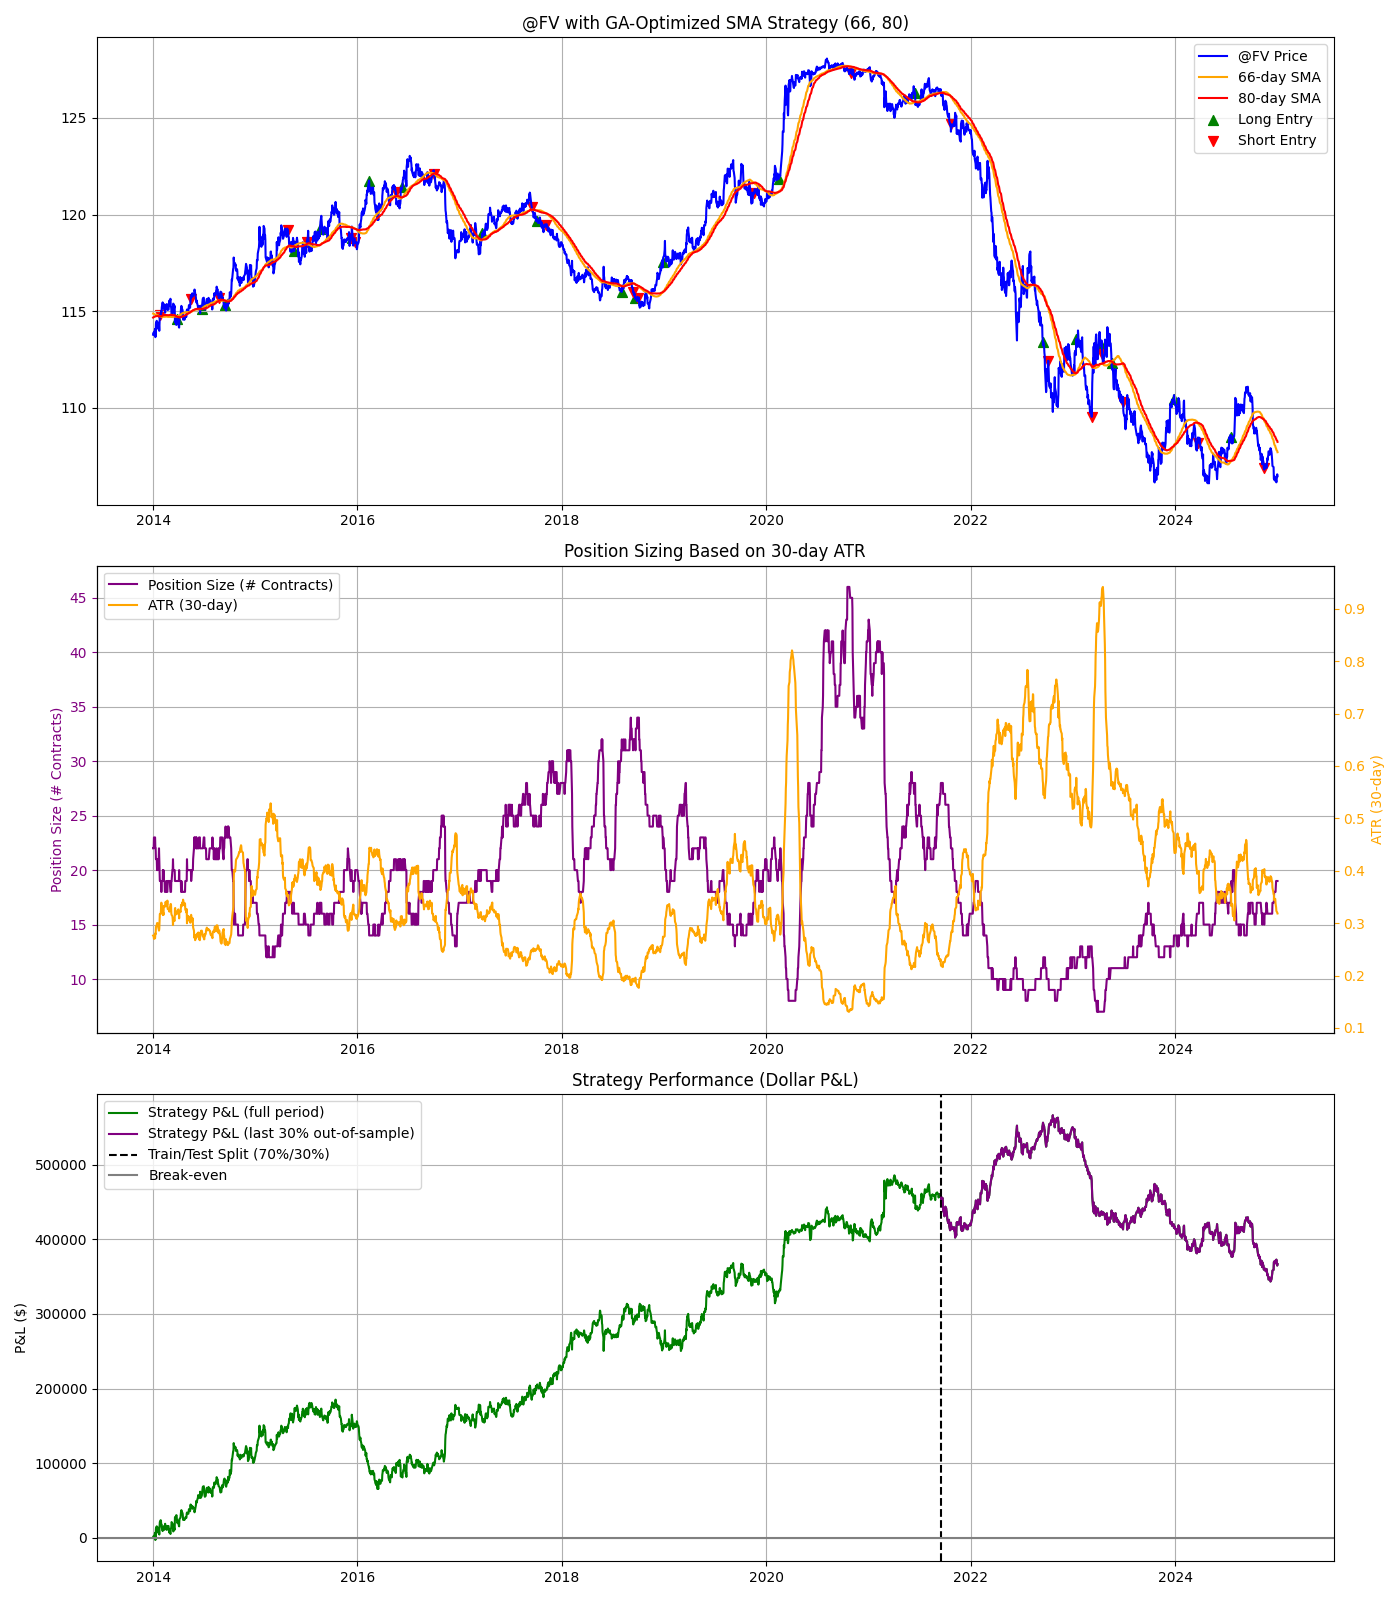 @FV with GA-Optimized SMA Strategy (66, 80)
@FV Price
66-day SMA
80-day SMA
Long Entry
Short Entry
125
120
115
110
2014 2016 2018 2020 2022 2024
Position Sizing Based on 30-day ATR
Position Size (# Contracts)
ATR (30-day)
Position Size (# Contracts)
45
40
35
30
25
20
15
10
0.9
0.8
0.7
0.6
0.5
0.4
0.3
0.2
0.1
ATR (30-day)
2014 2016 2018 2020 2022 2024
Strategy Performance (Dollar P&L)
Strategy P&L (full period)
Strategy P&L (last 30% out-of-sample)
Train/Test Split (70%/30%)
Break-even
P&L ($)
500000
400000
300000
200000
100000
0
2014 2016 2018 2020 2022 2024